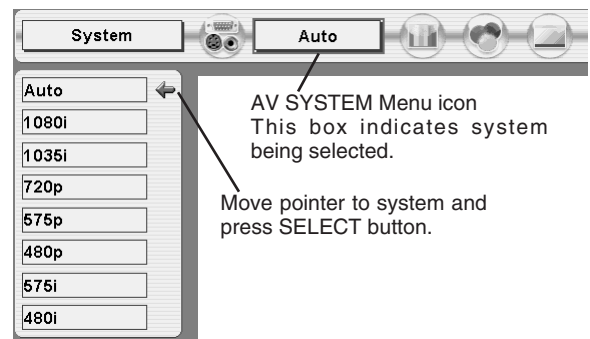 System
Auto
Auto
1080i
1035i
720p
575p
480p
575i
480i
AV SYSTEM Menu icon
This box indicates system
being selected.
Move pointer to system and
press SELECT button.